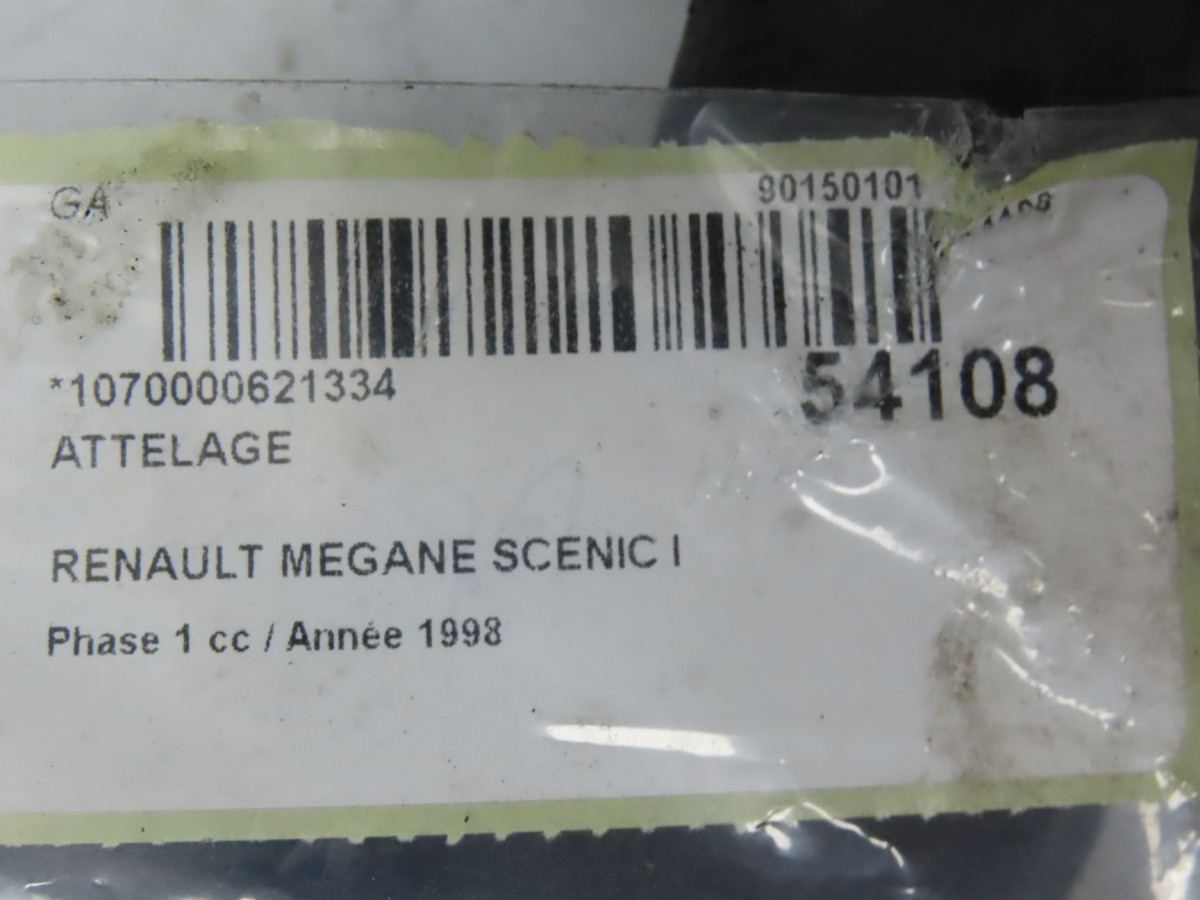 GA
90150101
*1070000621334
54108
ATTELAGE
RENAULT MEGANE SCENIC I
Phase 1 cc / Année 1998